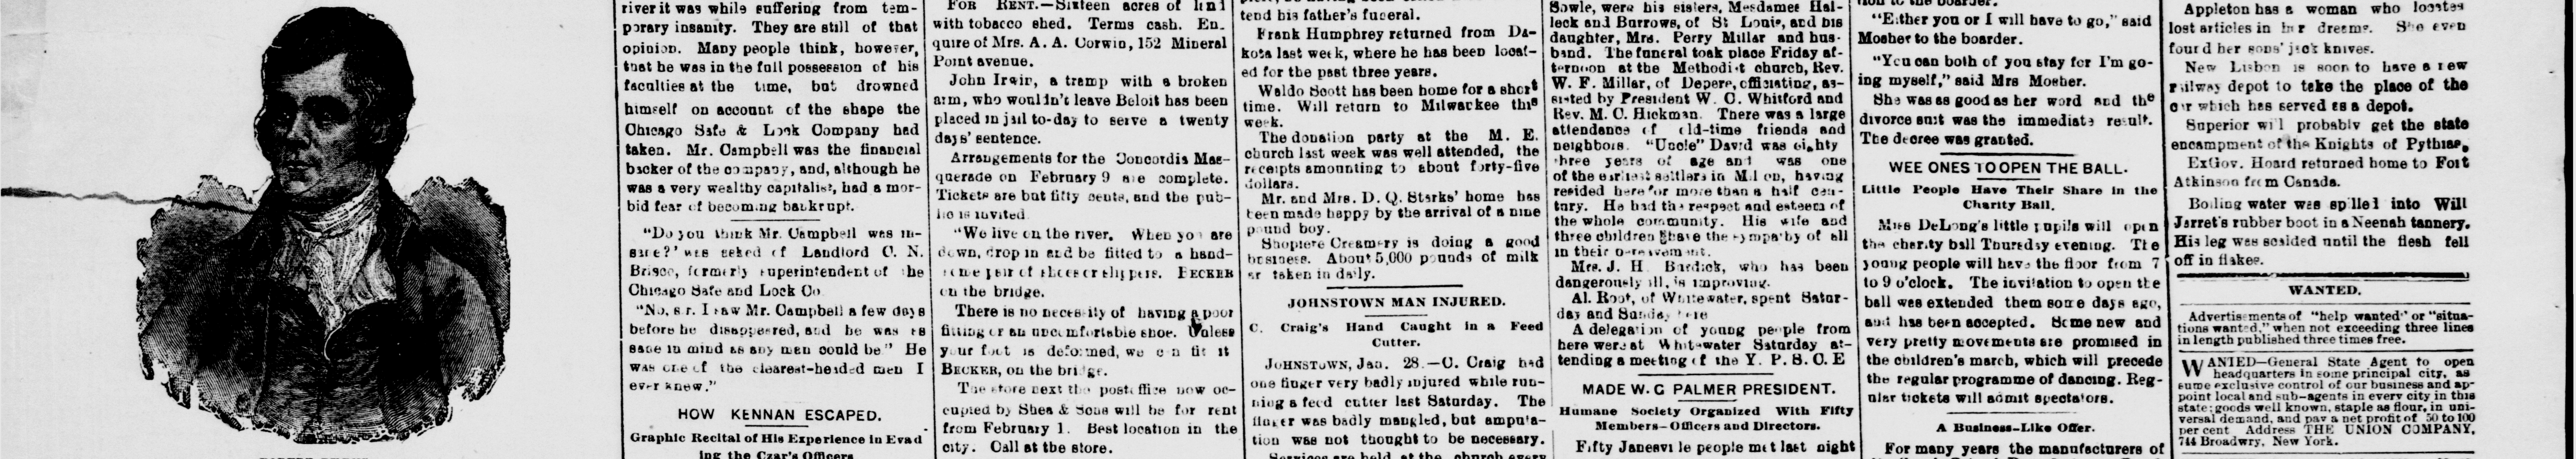 river it was while suffering from tem-
porary insanity. They are still of that
opinion. Many people think, however,
that he was in the full possession of his
faculties at the time, but drowned
himself on account of the shape the
Chicago Safe & Lock Company had
taken. Mr. Campbell was the financial
backer of the company, and, although he
was a very wealthy capitalist, had a mor-
bid fear of becoming bankrupt.
"Do you think Mr. Campbell was in-
sane?" was asked of Landlord C. N.
Brisco, formerly superintendent of the
Chicago Safe and Lock Co
"No, sir. I saw Mr. Campbell a few days
before he disappeared, and he was as
sane in mind as any man could be" He
was one of the clearest-headed men I
ever knew."
HOW KENNAN ESCAPED.
Graphic Recital of His Experience in Evad
ing the Czar's Officers
FOR RENT.—Sixteen acres of land
with tobacco shed. Terms cash. En-
quire of Mrs. A. A. Corwin, 152 Mineral
Point avenue.
John Irwin, a tramp with a broken
arm, who wouldn't leave Beloit has been
placed in jail to-day to serve a twenty
days' sentence.
Arrangements for the Concordia Mas-
querade on February 9 are complete.
Tickets are but fifty cents, and the pub-
lic is invited
"We live on the river. When you are
down, drop in and be fitted to a hand-
some pair of these slippers. BECKER
on the bridge.
There is no necessity of having a poor
fitting or an uncomfortable shoe. Unless
your foot is deformed, we can fit it
BECKER, on the bridge.
The store next the postoffice now oc-
cupied by Shea & Sons will be for rent
from February 1. Best location in the
city. Call at the store.
tend his father's funeral.
Frank Humphrey returned from Da-
kota last week, where he has been locat-
ed for the past three years.
Waldo Scott has been home for a short
time. Will return to Milwaukee this
week.
The donation party at the M. E.
church last week was well attended, the
receipts amounting to about forty-five
dollars.
Mr. and Mrs. D. Q. Starks' home has
been made happy by the arrival of a nine
pound boy.
Shopiere Creamery is doing a good
business. About 5,000 pounds of milk
are taken in daily.
JOHNSTOWN MAN INJURED.
C. Craig's Hand Caught in a Feed
Cutter.
JOHNSTOWN, Jan. 28.—C. Craig had
one finger very badly injured while run-
ning a feed cutter last Saturday. The
finger was badly mangled, but amputa-
tion was not thought to be necessary.
Services are held at the church every
Sowle, were his sisters, Mesdames Hal-
leck and Burrows, of St Louis, and his
daughter, Mrs. Perry Millar and hus-
band. The funeral took place Friday af-
ternoon at the Methodist church, Rev.
W. F. Millar, of Depere, officiating, as-
sisted by President W. C. Whitford and
Rev. M. C. Hickman. There was a large
attendance of old-time friends and
neighbors. "Uncle" David was eighty
three years of age and was one
of the earliest settlers in Milton, having
resided here for more than a half cen-
tury. He had the respect and esteem of
the whole community. His wife and
three children have the sympathy of all
in their bereavement.
Mrs. J. H. Burdick, who has been
dangerously ill, is improving.
Al. Root, of Whitewater, spent Satur-
day and Sunday here
A delegation of young people from
here were at Whitewater Saturday at-
tending a meeting of the Y. P. S. C. E
MADE W. G PALMER PRESIDENT.
Humane Society Organized With Fifty
Members—Officers and Directors.
Fifty Janesville people met last night
"Either you or I will have to go," said
Mosher to the boarder.
"You can both of you stay for I'm go-
ing myself," said Mrs Mosher.
She was as good as her word and the
divorce suit was the immediate result.
The decree was granted.
WEE ONES TO OPEN THE BALL.
Little People Have Their Share in the
Charity Ball.
Miss DeLong's little pupils will open
the charity ball Thursday evening. The
young people will have the floor from 7
to 9 o'clock. The invitation to open the
ball was extended them some days ago,
and has been accepted. Some new and
very pretty movements are promised in
the children's march, which will precede
the regular programme of dancing. Reg-
ular tickets will admit spectators.
A Business-Like Offer.
For many years the manufacturers of
Appleton has a woman who locates
lost articles in her dreams. She even
found her sons' jack knives.
New Lisbon is soon to have a new
railway depot to take the place of the
car which has served as a depot.
Superior will probably get the state
encampment of the Knights of Pythias.
ExGov. Hoard returned home to Fort
Atkinson from Canada.
Boiling water was spilled into Will
Jarret's rubber boot in a Neenah tannery.
His leg was scalded until the flesh fell
off in flakes.
WANTED.
Advertisements of "help wanted" or "situa-
tions wanted," when not exceeding three lines
in length published three times free.
WANTED—General State Agent to open
headquarters in some principal city, as
sume exclusive control of our business and ap-
point local and sub-agents in every city in this
state; goods well known, staple as flour, in uni-
versal demand, and pay a net profit of 50 to 100
per cent Address THE UNION COMPANY,
744 Broadway, New York.